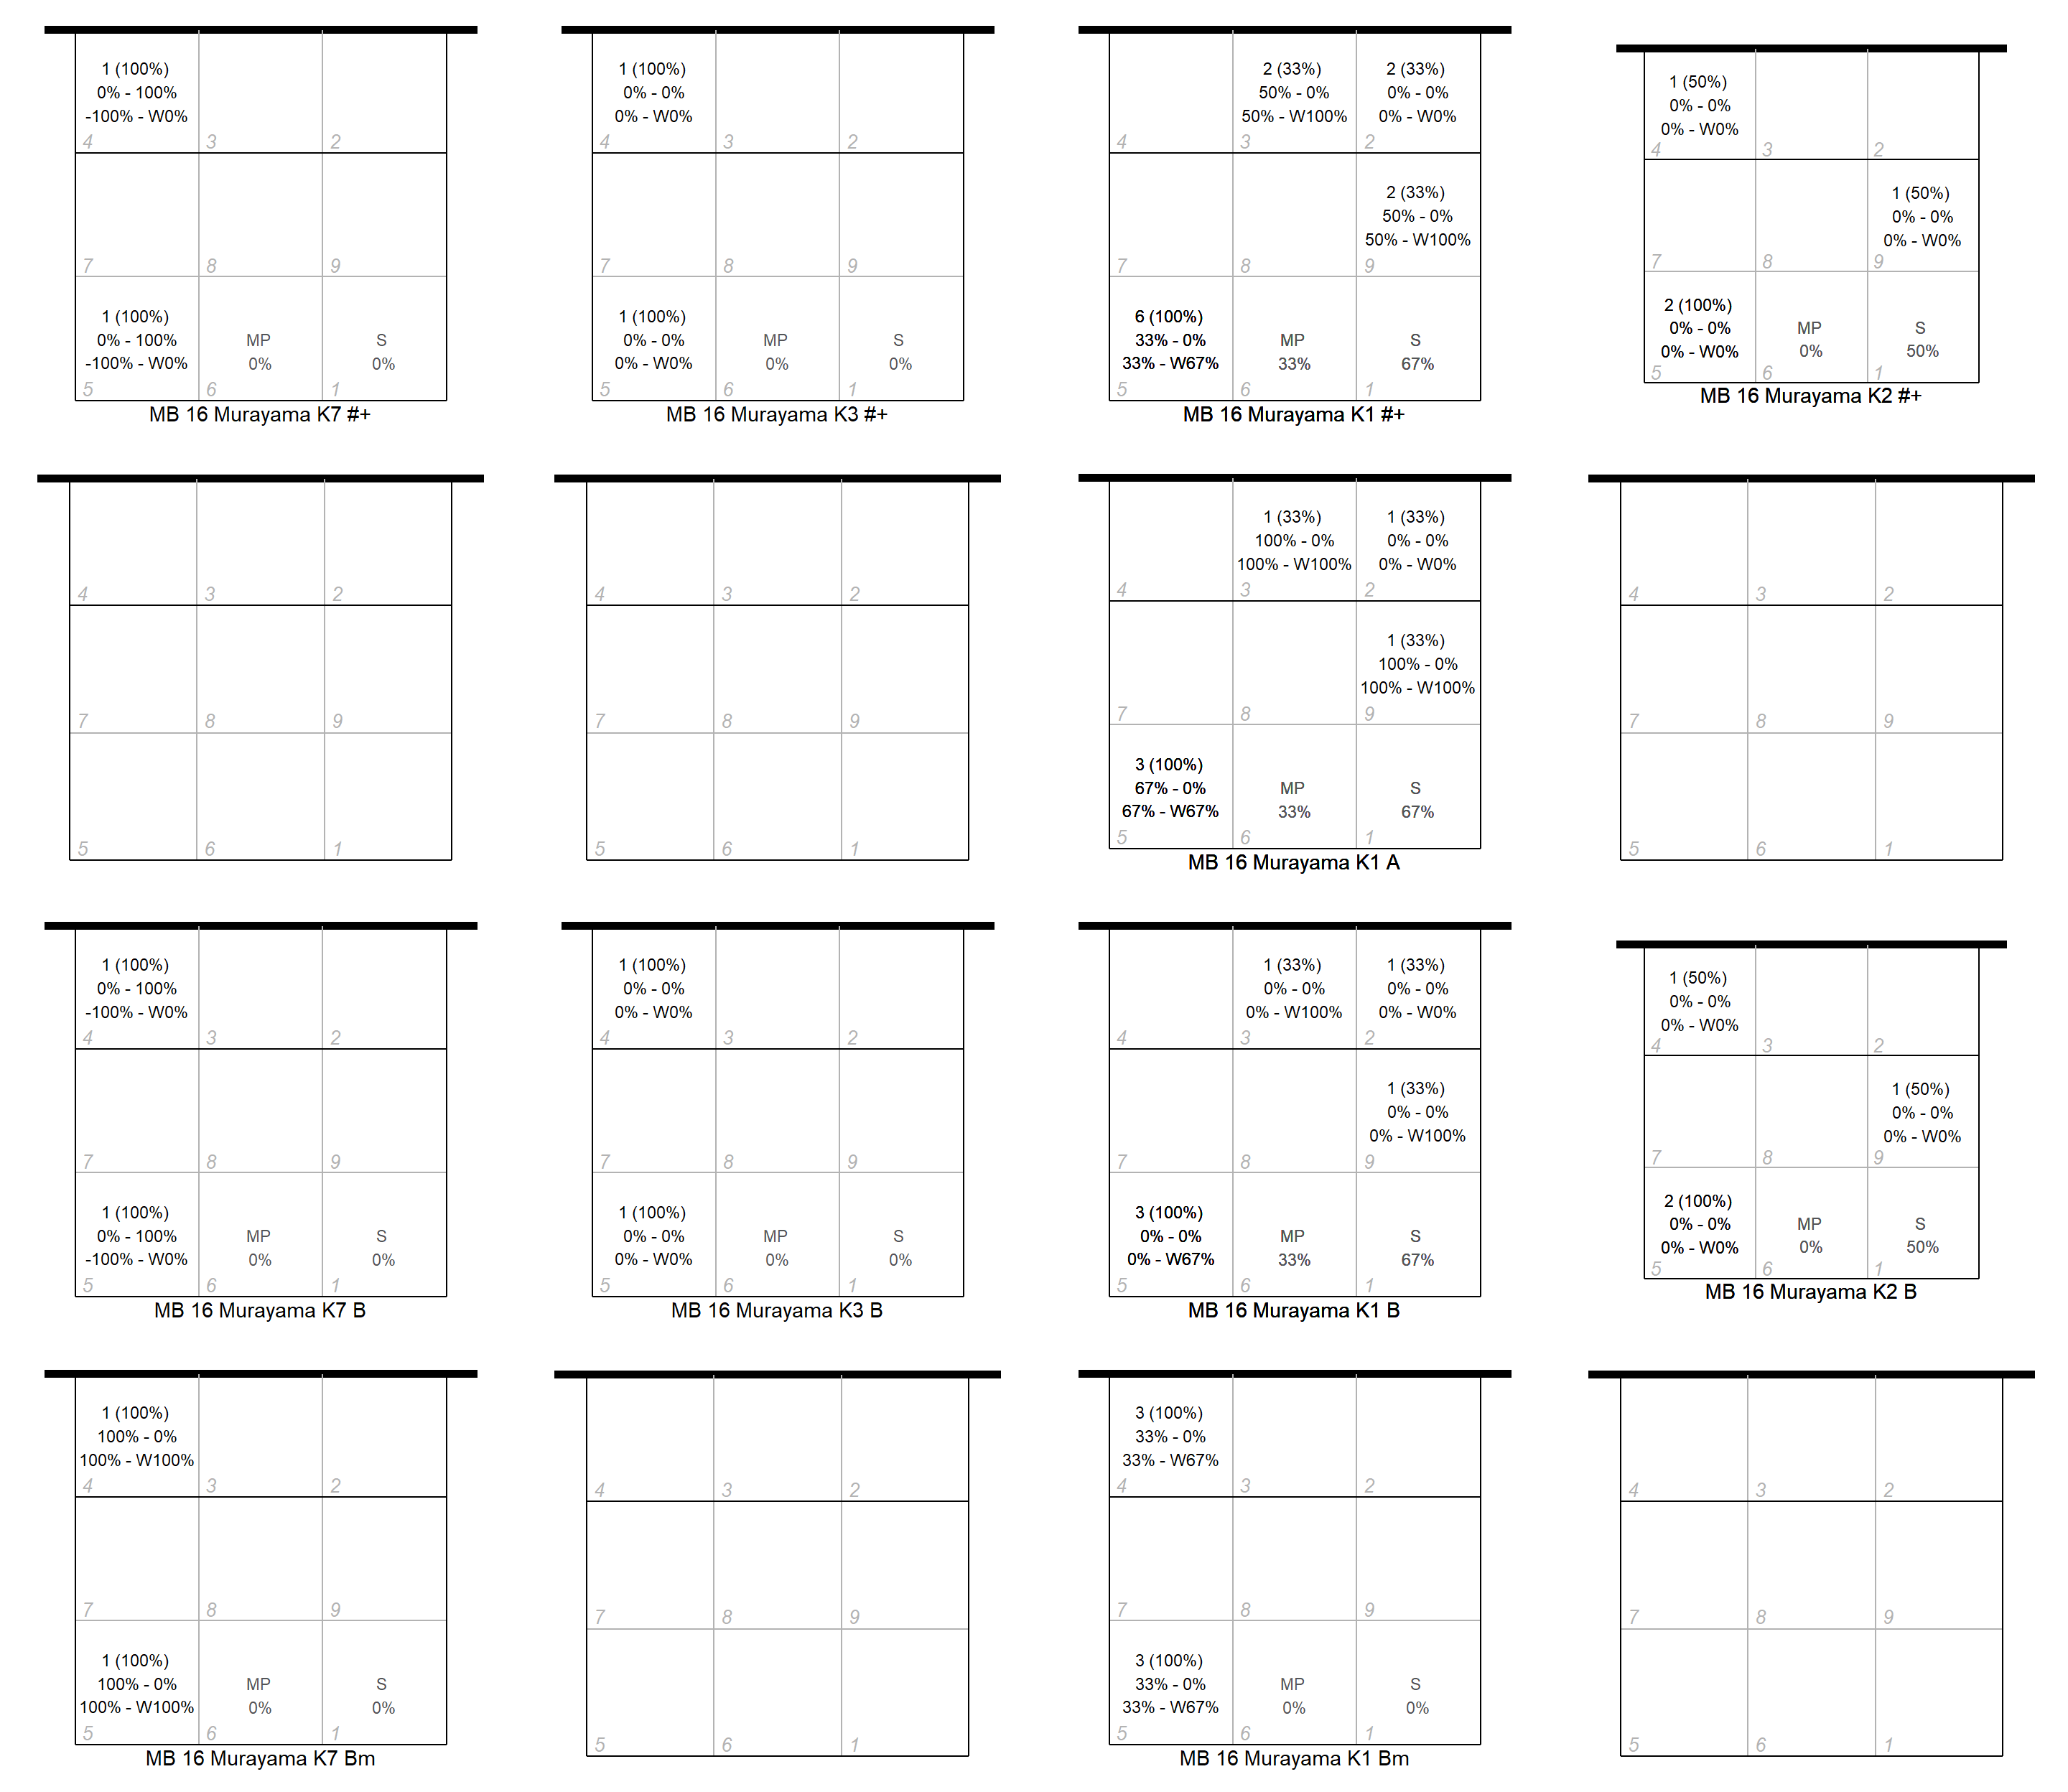 1 (100%)
0% - 100%
-100% - W0%
4
3
2
7
8
9
1 (100%)
0% - 100%
-100% - W0%
5
MP
0%
6
S
0%
1
MB 16 Murayama K7 #+
1 (100%)
0% - 0%
0% - W0%
4
3
2
7
8
9
1 (100%)
0% - 0%
0% - W0%
5
MP
0%
6
S
0%
1
MB 16 Murayama K3 #+
4
2 (33%)
50% - 0%
50% - W100%
3
2 (33%)
0% - 0%
0% - W0%
2
7
8
2 (33%)
50% - 0%
50% - W100%
9
6 (100%)
33% - 0%
33% - W67%
5
MP
33%
6
S
67%
1
MB 16 Murayama K1 #+
1 (50%)
0% - 0%
0% - W0%
4
3
2
7
8
1 (50%)
0% - 0%
0% - W0%
9
2 (100%)
0% - 0%
0% - W0%
5
MP
0%
6
S
50%
1
MB 16 Murayama K2 #+
4
3
2
7
8
9
5
6
1
4
3
2
7
8
9
5
6
1
4
1 (33%)
100% - 0%
100% - W100%
3
1 (33%)
0% - 0%
0% - W0%
2
7
8
1 (33%)
100% - 0%
100% - W100%
9
3 (100%)
67% - 0%
67% - W67%
5
MP
33%
6
S
67%
1
MB 16 Murayama K1 A
4
3
2
7
8
9
5
6
1
1 (100%)
0% - 100%
-100% - W0%
4
3
2
7
8
9
1 (100%)
0% - 100%
-100% - W0%
5
MP
0%
6
S
0%
1
MB 16 Murayama K7 B
1 (100%)
0% - 0%
0% - W0%
4
3
2
7
8
9
1 (100%)
0% - 0%
0% - W0%
5
MP
0%
6
S
0%
1
MB 16 Murayama K3 B
4
1 (33%)
0% - 0%
0% - W100%
3
1 (33%)
0% - 0%
0% - W0%
2
7
8
1 (33%)
0% - 0%
0% - W100%
9
3 (100%)
0% - 0%
0% - W67%
5
MP
33%
6
S
67%
1
MB 16 Murayama K1 B
1 (50%)
0% - 0%
0% - W0%
4
3
2
7
8
1 (50%)
0% - 0%
0% - W0%
9
2 (100%)
0% - 0%
0% - W0%
5
MP
0%
6
S
50%
1
MB 16 Murayama K2 B
1 (100%)
100% - 0%
100% - W100%
4
3
2
7
8
9
1 (100%)
100% - 0%
100% - W100%
5
MP
0%
6
S
0%
1
MB 16 Murayama K7 Bm
4
3
2
7
8
9
5
6
1
3 (100%)
33% - 0%
33% - W67%
4
3
2
7
8
9
3 (100%)
33% - 0%
33% - W67%
5
MP
0%
6
S
0%
1
MB 16 Murayama K1 Bm
4
3
2
7
8
9
5
6
1